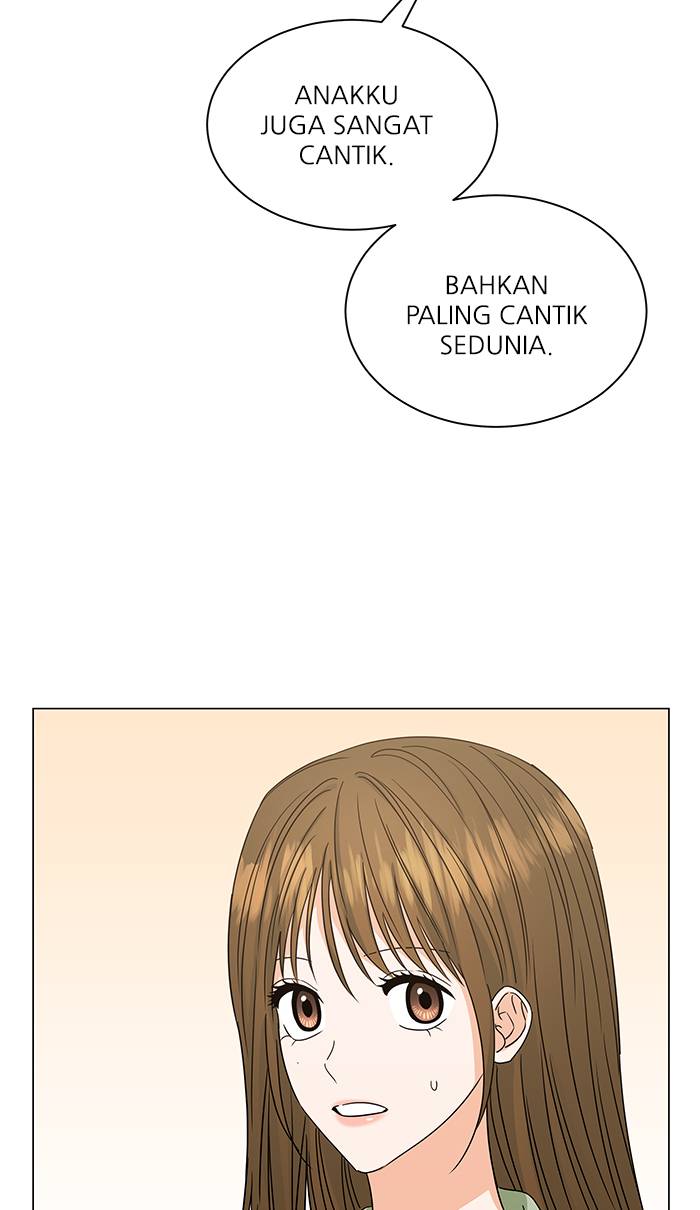 ANAKKU
JUGA SANGAT
CANTIK.
BAHKAN
PALING CANTIK
SEDUNIA.